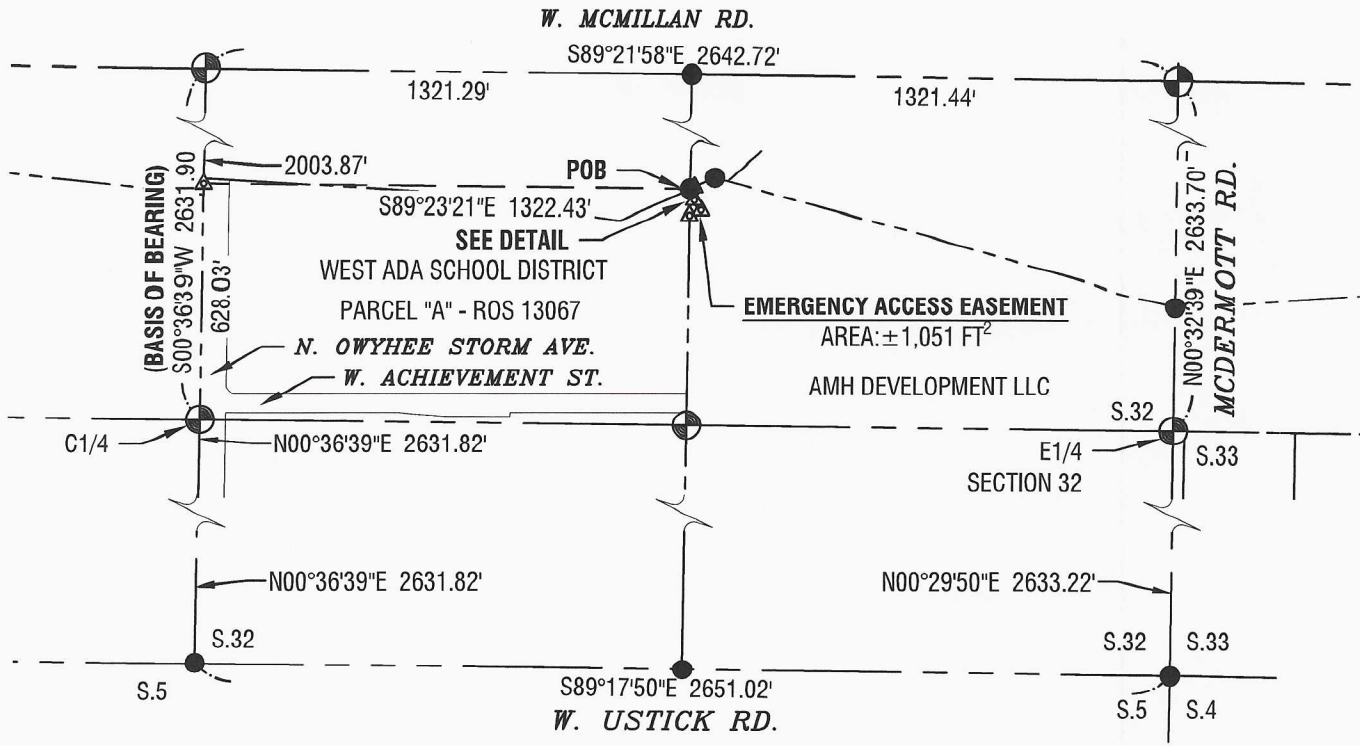 W. MCMILLAN RD.
S89°21'58"E 2642.72'
1321.29'
1321.44'
(BASIS OF BEARING)
S00°36'39"W 2631.90
2003.87'
628.03'
POB
S89°23'21"E 1322.43'
SEE DETAIL
WEST ADA SCHOOL DISTRICT
PARCEL "A" - ROS 13067
N. OWYHEE STORM AVE.
W. ACHIEVEMENT ST.
EMERGENCY ACCESS EASEMENT
AREA:±1,051 FT²
AMH DEVELOPMENT LLC
N00°32'39"E 2633.70'
MCDERMOTT RD.
S.32
S.33
C1/4
N00°36'39"E 2631.82'
E1/4
SECTION 32
N00°36'39"E 2631.82'
N00°29'50"E 2633.22'
S.32
S.32
S.33
S.5
S89°17'50"E 2651.02'
S.5
S.4
W. USTICK RD.